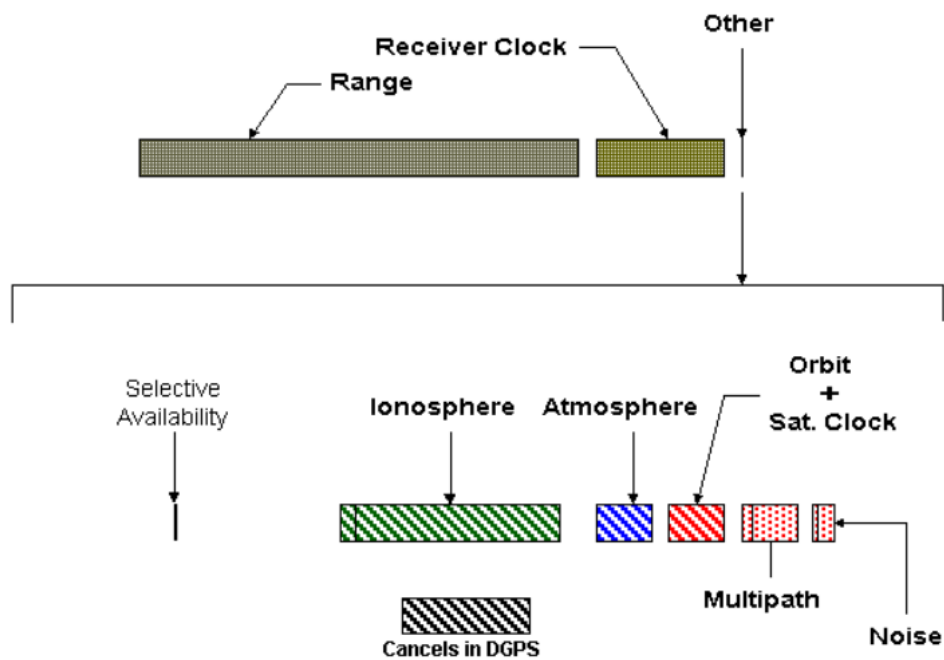 Other
Receiver Clock
Range
Orbit
+
Sat. Clock
Selective
Availability
Ionosphere
Atmosphere
Multipath
Noise
Cancels in DGPS